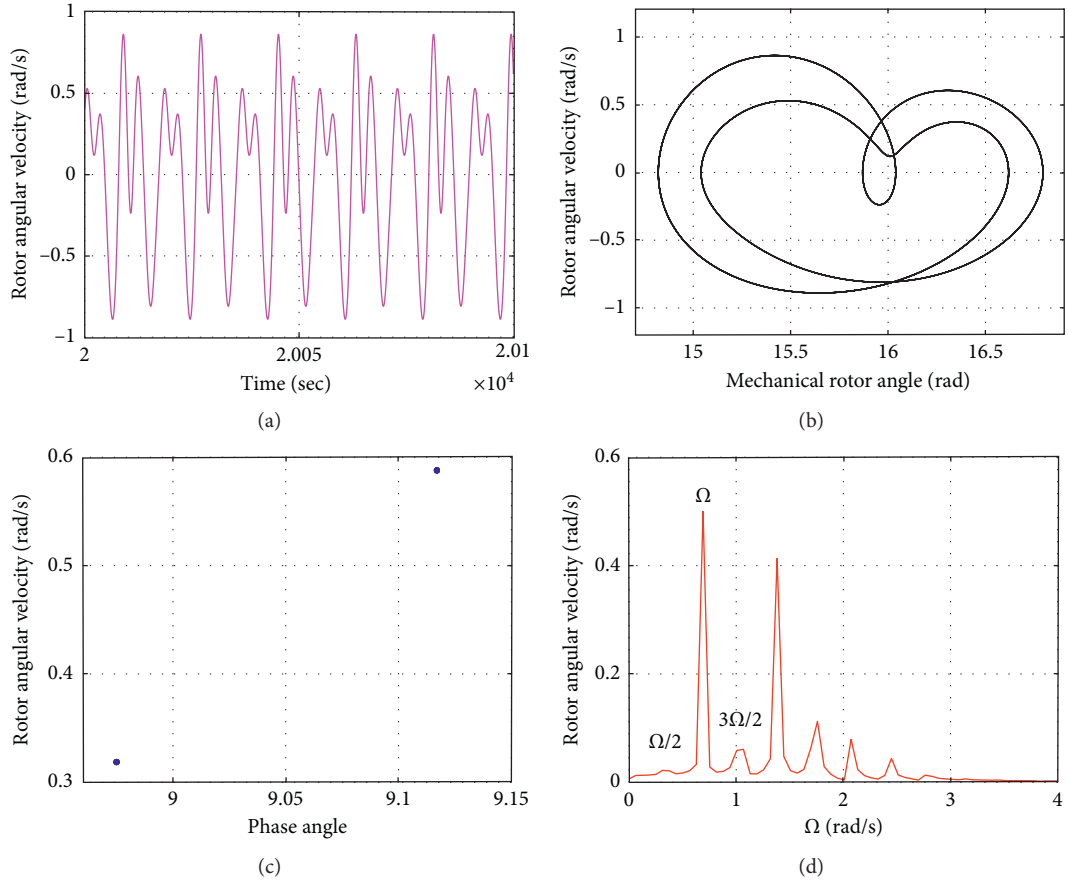 1
0.5
0
−0.5
−1
Rotor angular velocity (rad/s)
2
2.005
2.01
Time (sec)
×10⁴
(a)
1
0.5
0
−0.5
−1
Rotor angular velocity (rad/s)
15
15.5
16
16.5
Mechanical rotor angle (rad)
(b)
0.6
0.5
0.4
0.3
Rotor angular velocity (rad/s)
9
9.05
9.1
9.15
Phase angle
(c)
0.6
0.4
0.2
0
Rotor angular velocity (rad/s)
Ω
3Ω/2
Ω/2
0
1
2
3
4
Ω (rad/s)
(d)